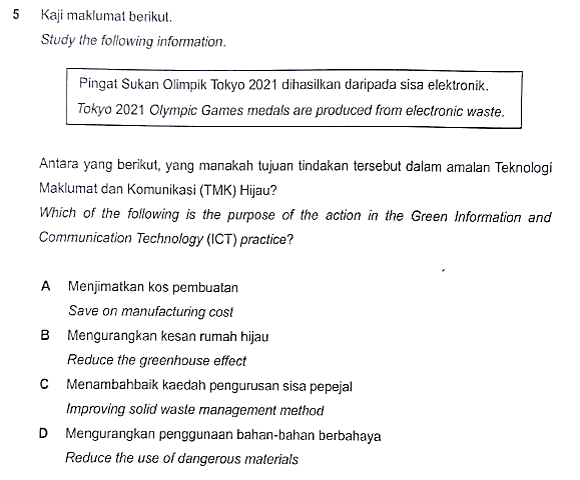 5 Kaji maklumat berikut.
Study the following information.
Pingat Sukan Olimpik Tokyo 2021 dihasilkan daripada sisa elektronik.
Tokyo 2021 Olympic Games medals are produced from electronic waste.
Antara yang berikut, yang manakah tujuan tindakan tersebut dalam amalan Teknologi
Maklumat dan Komunikasi (TMK) Hijau?
Which of the following is the purpose of the action in the Green Information and
Communication Technology (ICT) practice?
A Menjimatkan kos pembuatan
Save on manufacturing cost
B Mengurangkan kesan rumah hijau
Reduce the greenhouse effect
C Menambahbaik kaedah pengurusan sisa pepejal
Improving solid waste management method
D Mengurangkan penggunaan bahan-bahan berbahaya
Reduce the use of dangerous materials